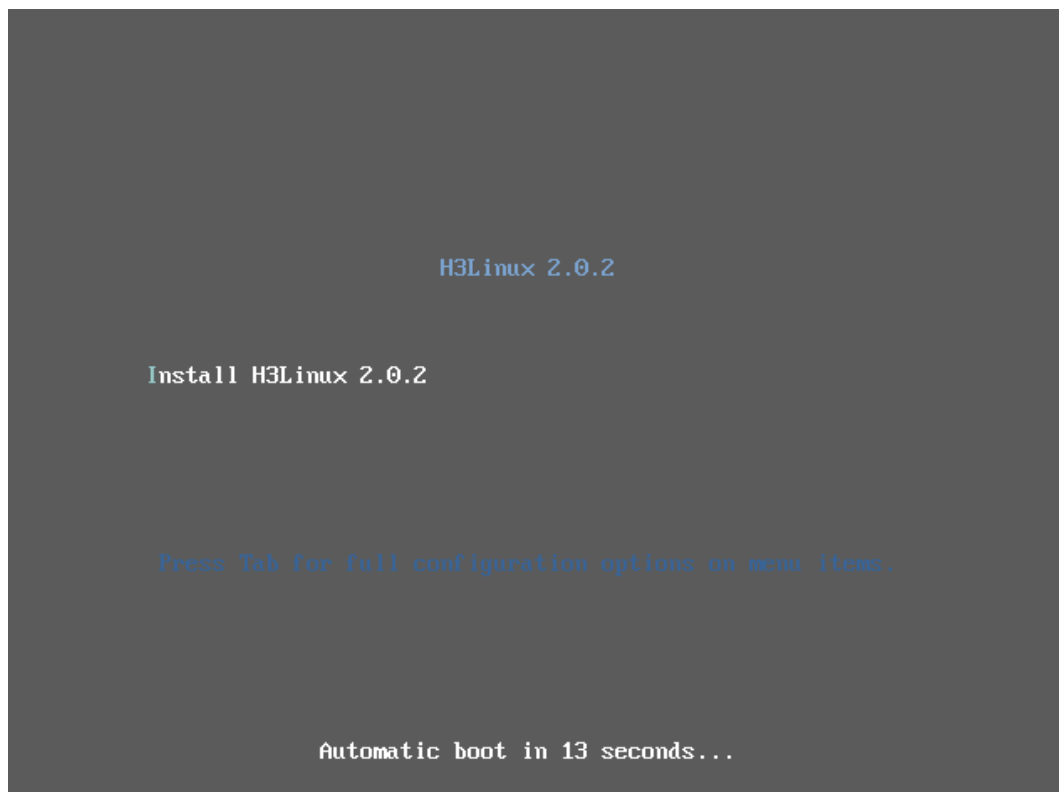 H3Linux 2.0.2
Install H3Linux 2.0.2
Press Tab for full configuration options on menu items.
Automatic boot in 13 seconds...